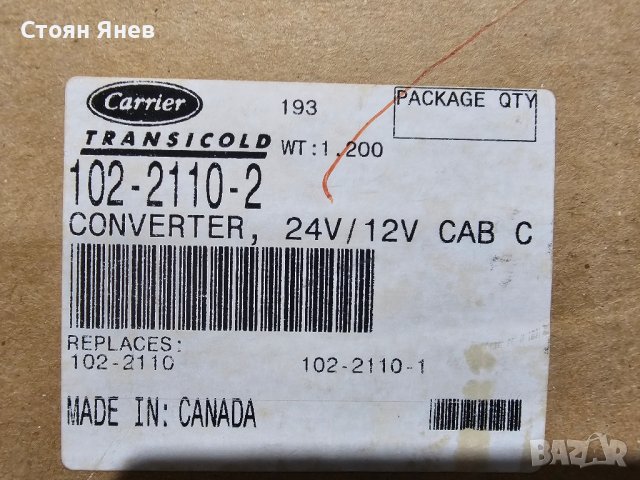 Стоян Янев
Carrier
TRANSICOLD
193
PACKAGE QTY
WT:1.200
102-2110-2
CONVERTER, 24V/12V CAB C
REPLACES:
102-2110 102-2110-1
MADE IN: CANADA
BAZAR